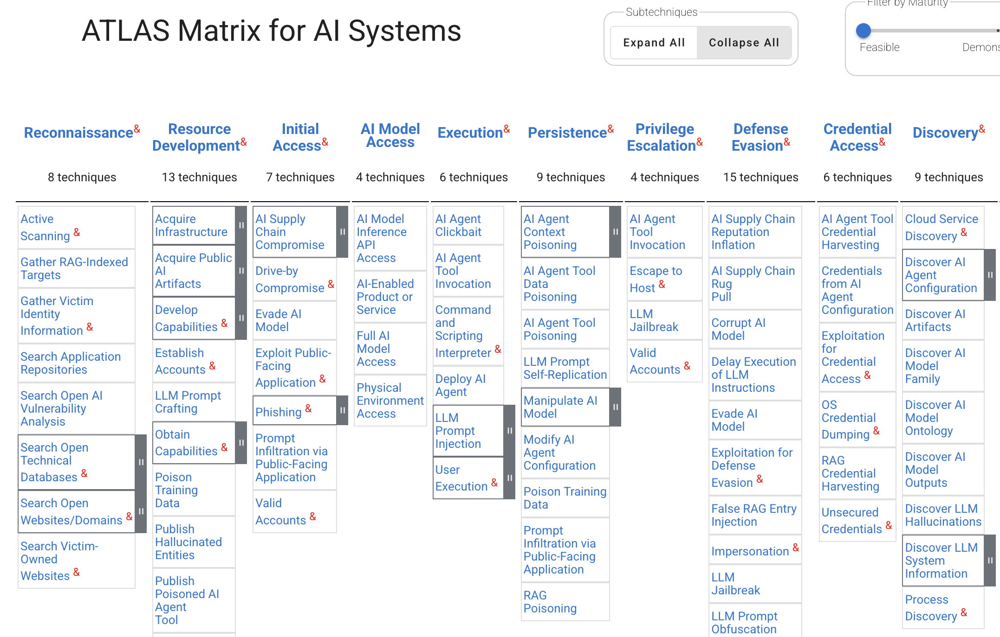 ATLAS Matrix for AI Systems
Subtechniques
Expand All
Collapse All
Filter by Maturity
Feasible
Reconnaissance&
8 techniques
Active
Scanning &
Gather RAG-Indexed
Targets
Gather Victim
Identity
Information &
Search Application
Repositories
Search Open AI
Vulnerability
Analysis
Search Open
Technical
Databases &
Search Open
Websites/Domains &
Search Victim-
Owned
Websites &
Resource
Development&
13 techniques
Acquire
Infrastructure
Acquire Public
AI
Artifacts
Develop
Capabilities &
Establish
Accounts &
LLM Prompt
Crafting
Obtain
Capabilities &
Poison
Training
Data
Publish
Hallucinated
Entities
Publish
Poisoned AI
Agent
Tool
Initial
Access&
7 techniques
AI Supply
Chain
Compromise
Drive-by
Compromise &
Evade AI
Model
Exploit Public-
Facing
Application &
Phishing &
Prompt
Infiltration via
Public-Facing
Application
Valid
Accounts &
AI Model
Access
4 techniques
AI Model
Inference
API
Access
AI-Enabled
Product or
Service
Full AI
Model
Access
Physical
Environment
Access
Execution&
6 techniques
AI Agent
Clickbait
AI Agent
Tool
Invocation
Command
and
Scripting
Interpreter &
Deploy AI
Agent
LLM
Prompt
Injection
User
Execution &
Persistence&
9 techniques
AI Agent
Context
Poisoning
AI Agent Tool
Data
Poisoning
AI Agent Tool
Poisoning
LLM Prompt
Self-Replication
Manipulate AI
Model
Modify AI
Agent
Configuration
Poison Training
Data
Prompt
Infiltration via
Public-Facing
Application
RAG
Poisoning
Privilege
Escalation&
4 techniques
AI Agent
Tool
Invocation
Escape to
Host &
LLM
Jailbreak
Valid
Accounts &
Defense
Evasion&
15 techniques
AI Supply Chain
Reputation
Inflation
AI Supply Chain
Rug
Pull
Corrupt AI
Model
Delay Execution
of LLM
Instructions
Evade AI
Model
Exploitation for
Defense
Evasion &
False RAG Entry
Injection
Impersonation &
LLM
Jailbreak
LLM Prompt
Obfuscation
Credential
Access&
6 techniques
AI Agent Tool
Credential
Harvesting
Credentials
from AI
Agent
Configuration
Exploitation
for
Credential
Access &
OS
Credential
Dumping &
RAG
Credential
Harvesting
Unsecured
Credentials &
Discovery&
9 techniques
Cloud Service
Discovery &
Discover AI
Agent
Configuration
Discover AI
Artifacts
Discover AI
Model
Family
Discover AI
Model
Ontology
Discover AI
Model
Outputs
Discover LLM
Hallucinations
Discover LLM
System
Information
Process
Discovery &